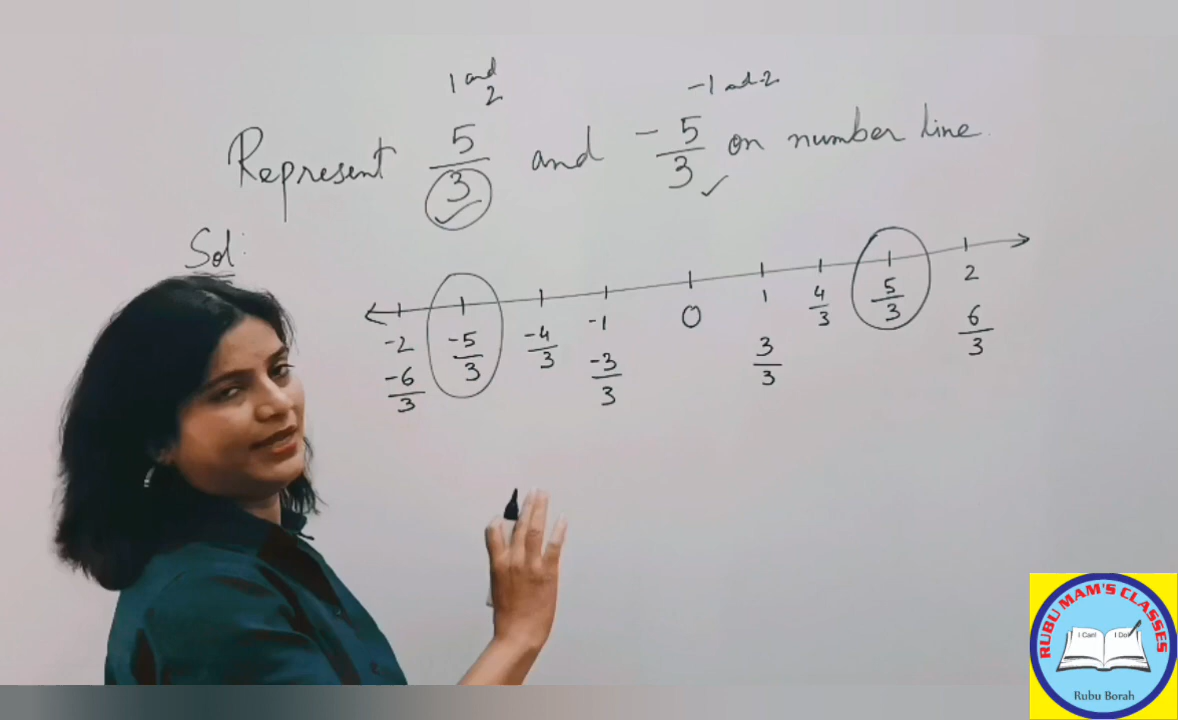 1 and 2
-1 and -2
Represent 5/3 and -5/3 on number line.
Sol:
-2 -5/3 -4/3 -1 0 1 4/3 5/3 2
-6/3 -3/3 3/3 6/3
RUBU MAM'S CLASSES
I Can! I Do!
Rubu Borah